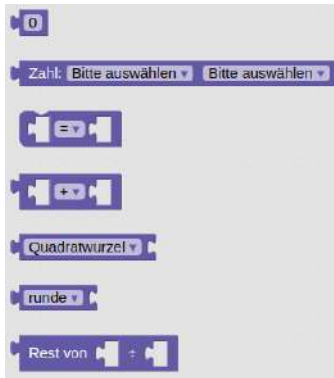 0
Zahl: Bitte auswählen Bitte auswählen
=
+
Quadratwurzel
runde
Rest von ÷